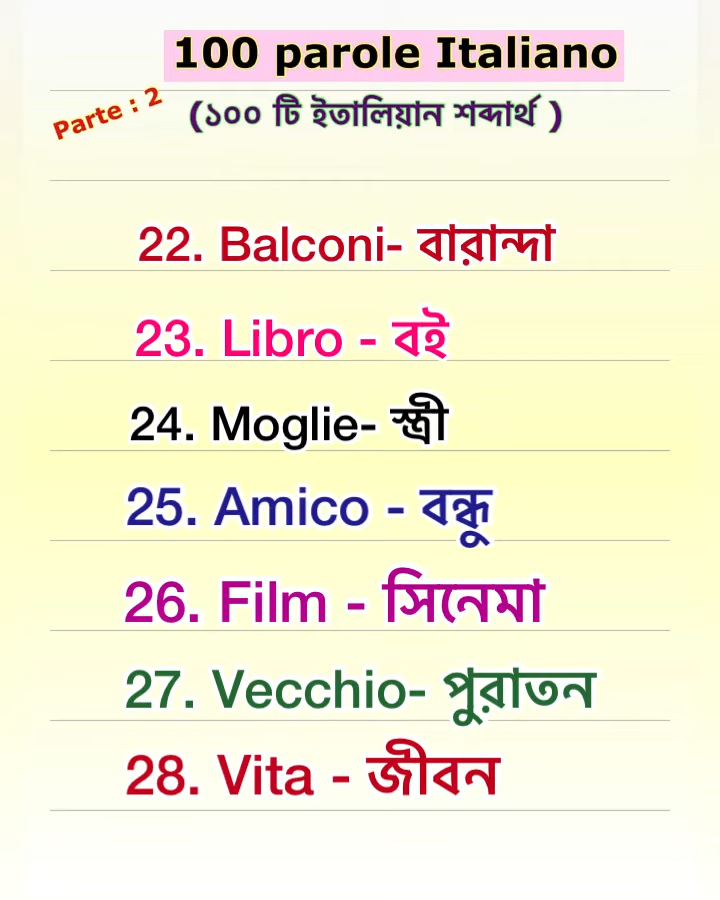 100 parole Italiano
Parte : 2
(১০০ টি ইতালিয়ান শব্দার্থ )
22. Balconi- বারান্দা
23. Libro - বই
24. Moglie- স্ত্রী
25. Amico - বন্ধু
26. Film - সিনেমা
27. Vecchio- পুরাতন
28. Vita - জীবন